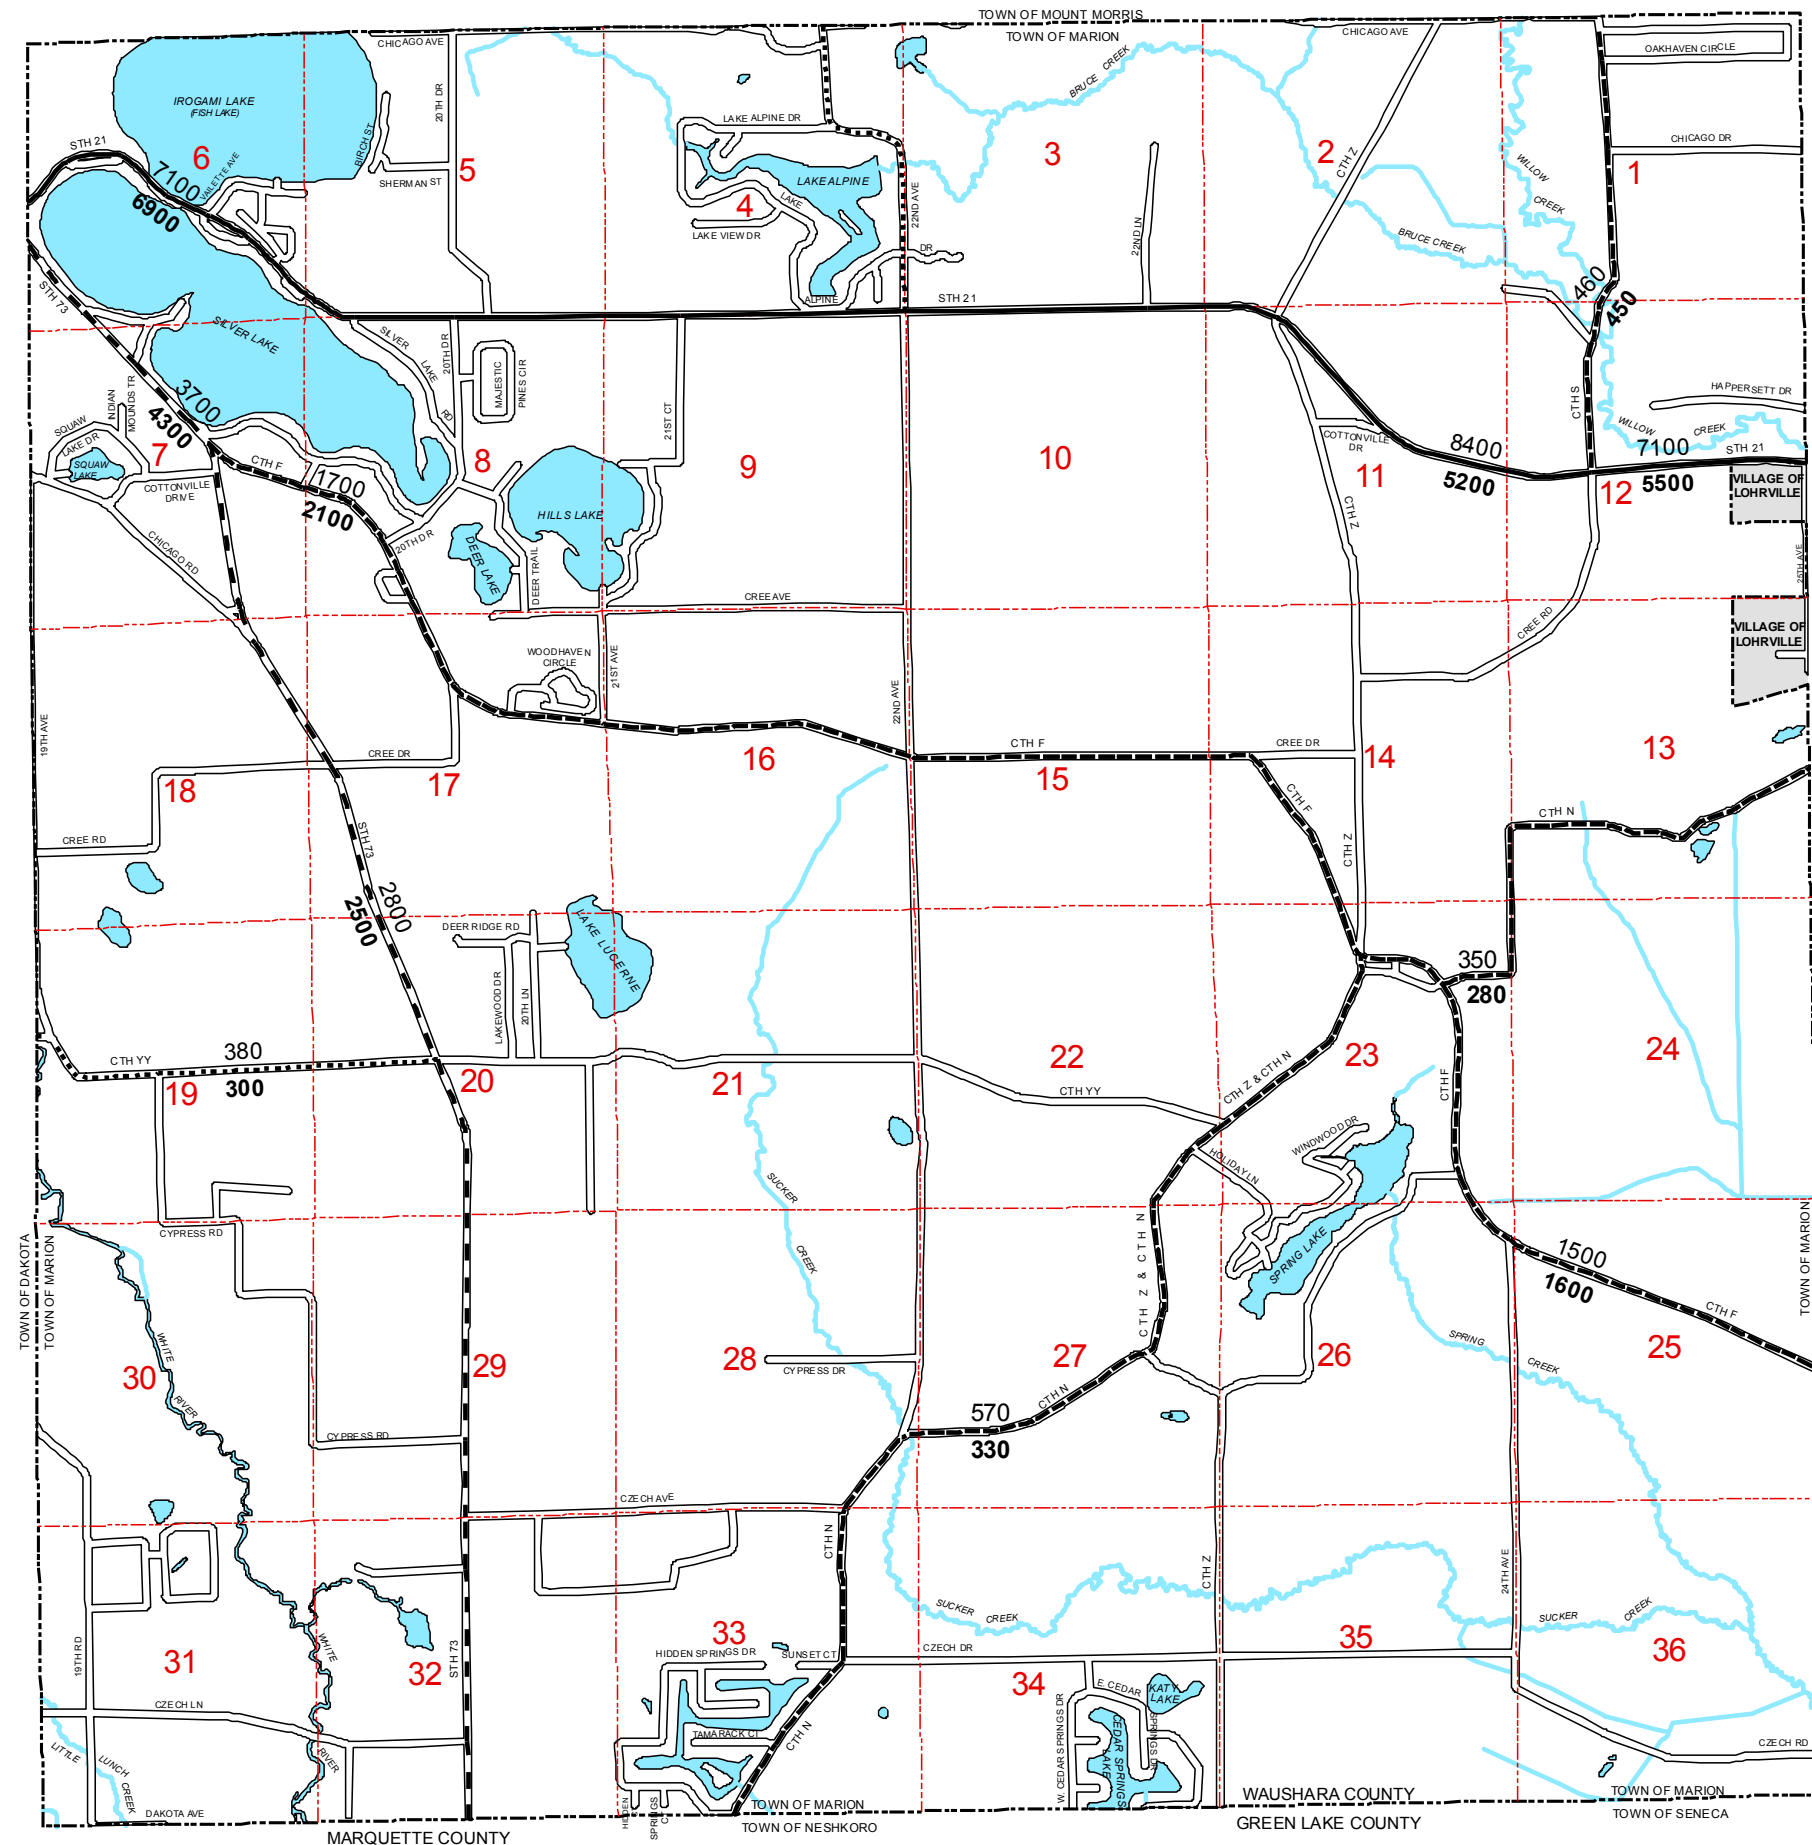 TOWN OF MOUNT MORRIS
TOWN OF MARION
CHICAGO AVE
CHICAGO AVE
OAKHAVEN CIRCLE
IROGAMI LAKE
(FISH LAKE)
20TH DR
BRUCE CREEK
STH 21
6
7100
6900
VAILETTE AVE
BIRCH ST
SHERMAN ST
5
LAKE ALPINE DR
LAKE ALPINE
4
LAKE
LAKE VIEW DR
ALPINE
DR
22ND AVE
3
22ND LN
2
CTH Z
WILLOW
CREEK
BRUCE CREEK
CHICAGO DR
1
460
450
STH 73
SILVER LAKE
SILVER
LAKE
RD
20TH DR
STH 21
MAJESTIC
PINES CIR
21ST CT
CTH S
HAPPERSETT DR
WILLOW
CREEK
INDIAN
MOUNDS TR
3700
4300
SQUAW
LAKE DR
SQUAW
LAKE
7
COTTONVILLE
DRIVE
CTH F
1700
2100
8
HILLS LAKE
9
10
COTTONVILLE
DR
11
8400
5200
7100
5500
STH 21
12
VILLAGE OF
LOHRVILLE
CHICAGO RD
20TH DR
DEER LAKE
DEER TRAIL
CTH Z
25TH AVE
CREE AVE
CREE RD
VILLAGE OF
LOHRVILLE
WOODHAVEN
CIRCLE
21ST AVE
22ND AVE
19TH AVE
CREE DR
18
17
16
CTH F
15
CREE DR
14
13
CTH F
CTH N
CREE RD
STH 73
CTH Z
2800
2500
DEER RIDGE RD
LAKE LUCERNE
LAKEWOOD DR
20TH LN
350
280
CTH YY
380
300
19
20
21
22
CTH YY
CTH Z & CTH N
23
CTH F
24
WINDWOOD DR
HOLIDAY LN
SUCKER
CREEK
CYPRESS RD
TOWN OF DAKOTA
TOWN OF MARION
CTH Z & CTH N
SPRING LAKE
1500
1600
CTH F
TOWN OF MARION
WHITE
RIVER
30
29
28
CYPRESS DR
27
26
SPRING
CREEK
25
CTH N
570
330
CYPRESS RD
CZECH AVE
CTH N
CTH Z
24TH AVE
SUCKER
CREEK
SUCKER
CREEK
19TH RD
31
WHITE
32
STH 73
33
HIDDEN SPRINGS DR
SUNSET CT
CZECH DR
34
35
36
CZECH LN
RIVER
TAMARACK CT
CTH N
W. CEDAR SPRINGS DR
E. CEDAR
SPRINGS DR
KATY
LAKE
CEDAR SPRINGS
LAKE
CZECH RD
LITTLE
LUNCH
CREEK
DAKOTA AVE
HIDDEN
SPRINGS
CT
TOWN OF MARION
TOWN OF NESHKORO
MARQUETTE COUNTY
WAUSHARA COUNTY
GREEN LAKE COUNTY
TOWN OF MARION
TOWN OF SENECA